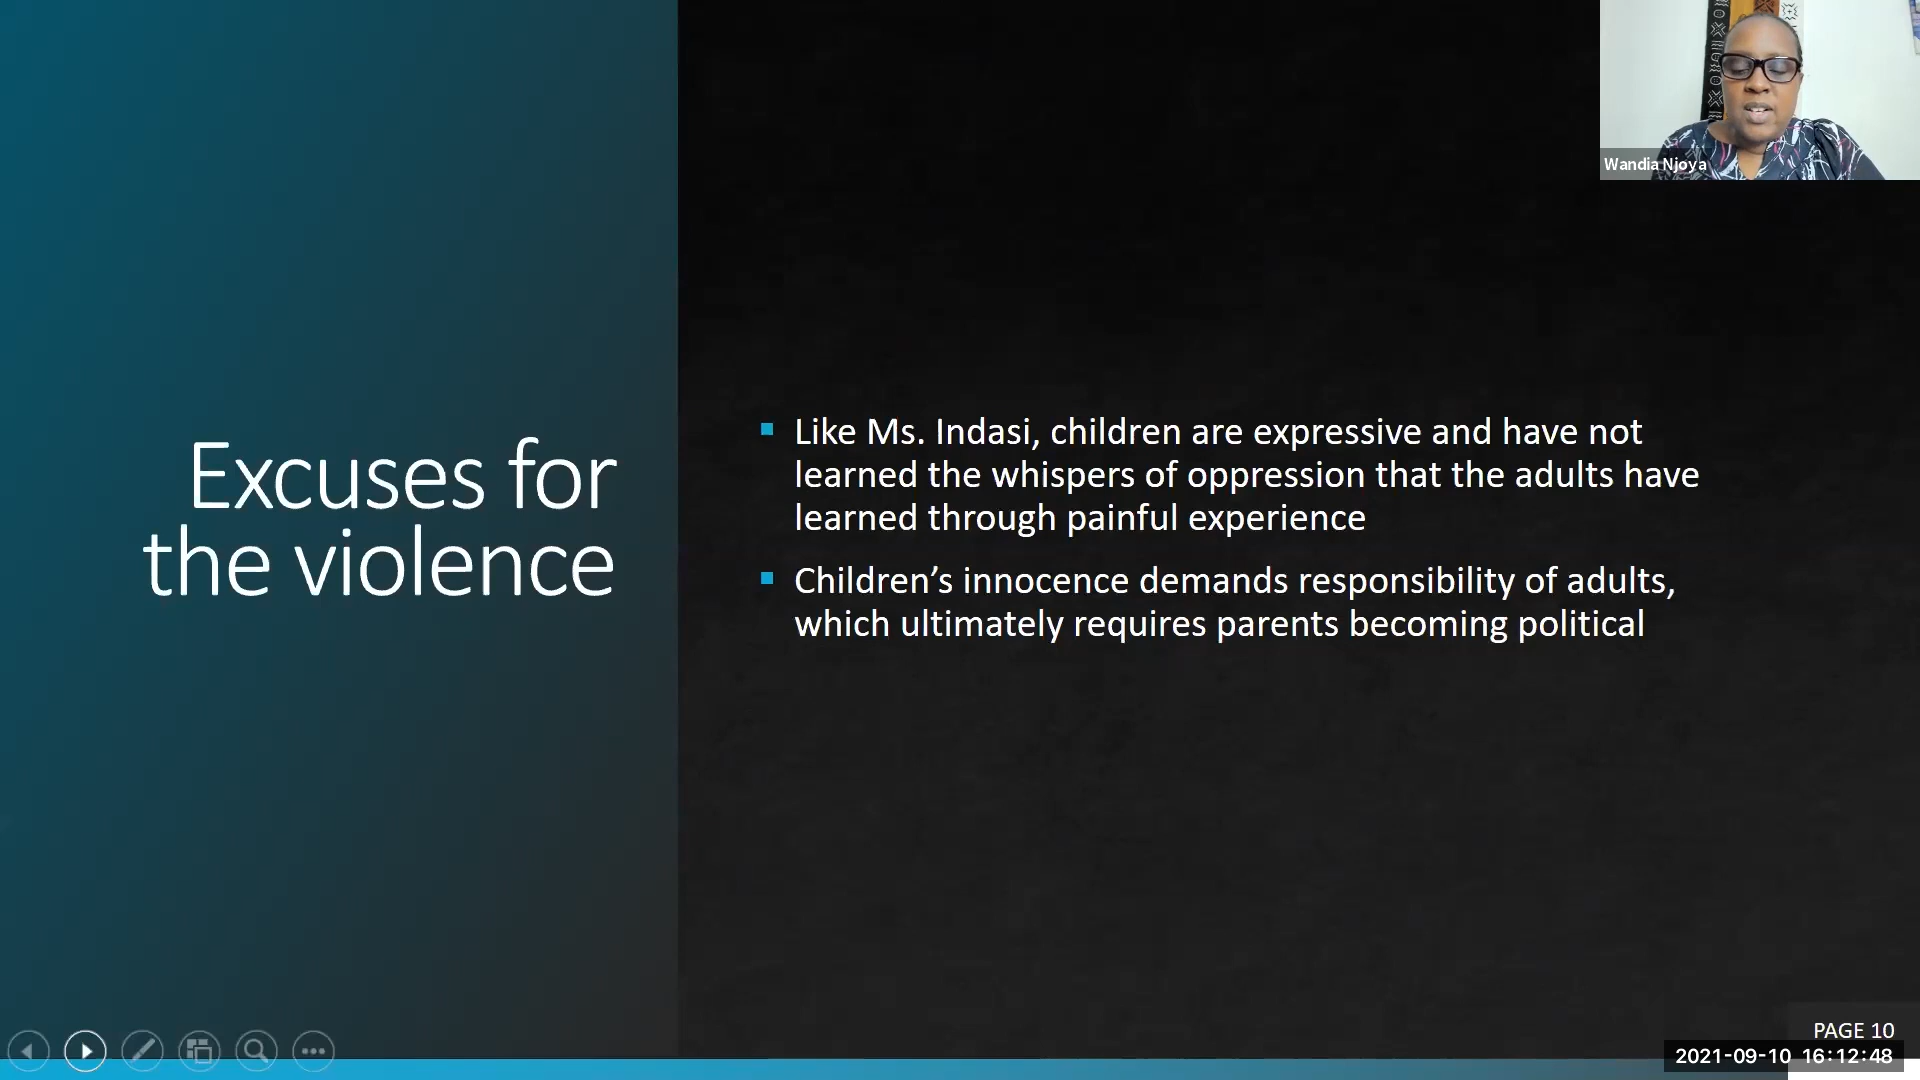 Wandia Njoya
Excuses for
the violence
Like Ms. Indasi, children are expressive and have not
learned the whispers of oppression that the adults have
learned through painful experience
Children’s innocence demands responsibility of adults,
which ultimately requires parents becoming political
PAGE 10
2021-09-10 16:12:48